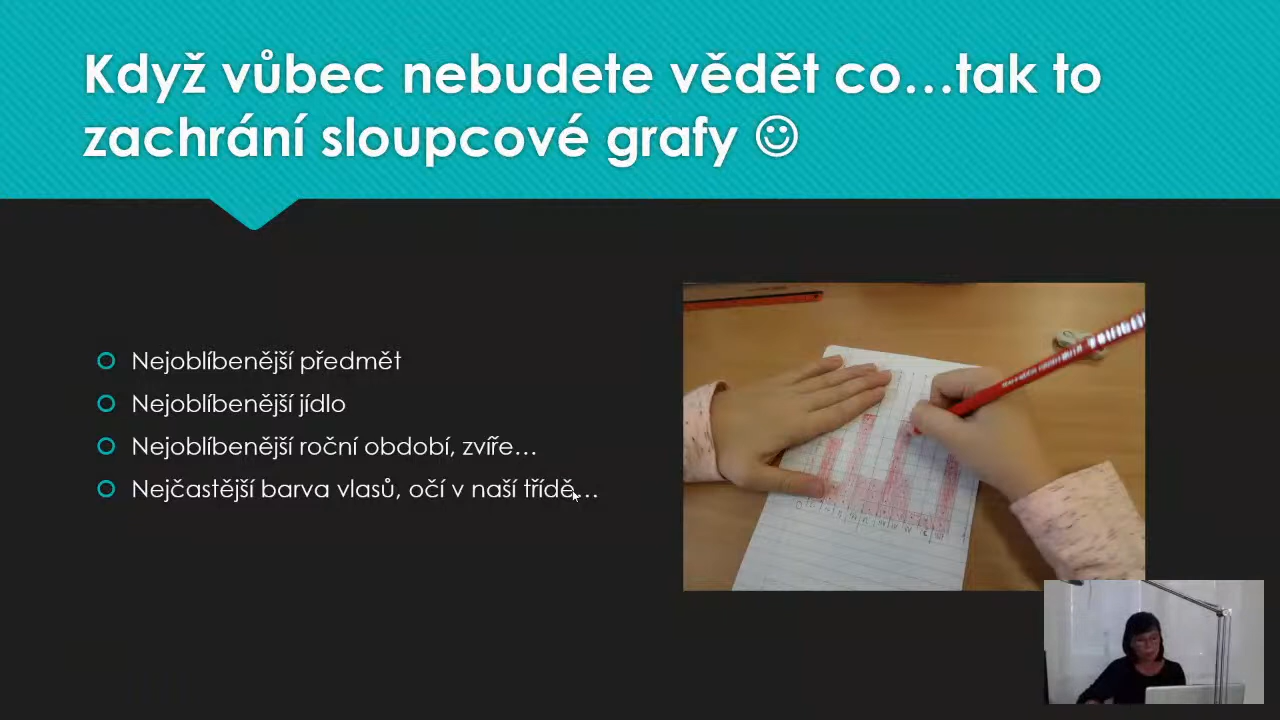 Když vůbec nebudete vědět co...tak to
zachrání sloupcové grafy ☺
Nejoblíbenější předmět
Nejoblíbenější jídlo
Nejoblíbenější roční období, zvíře...
Nejčastější barva vlasů, očí v naší třídě...